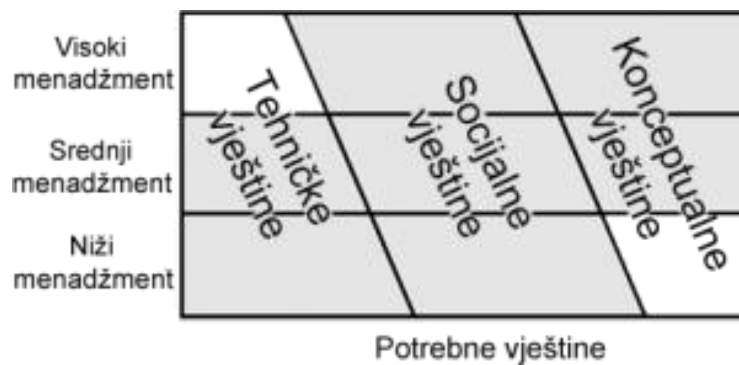 Visoki
menadžment
Srednji
menadžment
Niži
menadžment
Tehničke
vještine
Socijalne
vještine
Konceptualne
vještine
Potrebne vještine